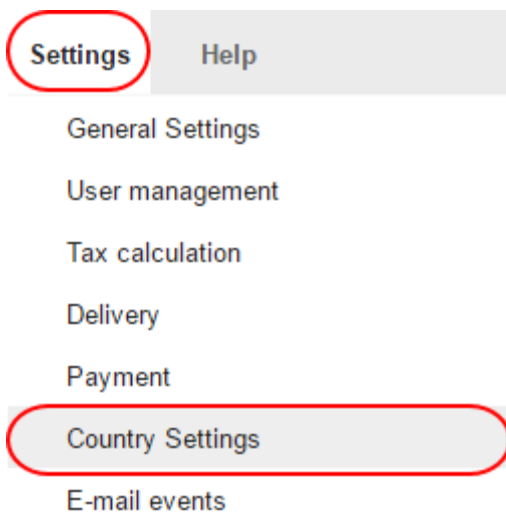 Settings Help
General Settings
User management
Tax calculation
Delivery
Payment
Country Settings
E-mail events